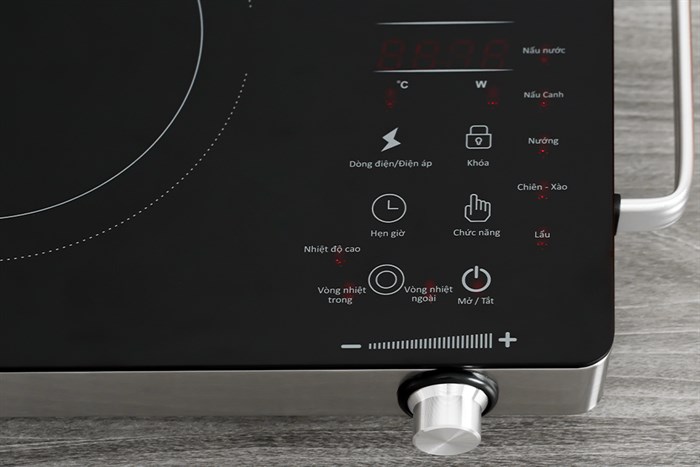 Nấu nước
°C
W
Nấu Canh
Dòng điện/Điện áp
Khóa
Nướng
Chiên - Xào
Hẹn giờ
Chức năng
Lẩu
Nhiệt độ cao
Vòng nhiệt
trong
Vòng nhiệt
ngoài
Mở / Tắt